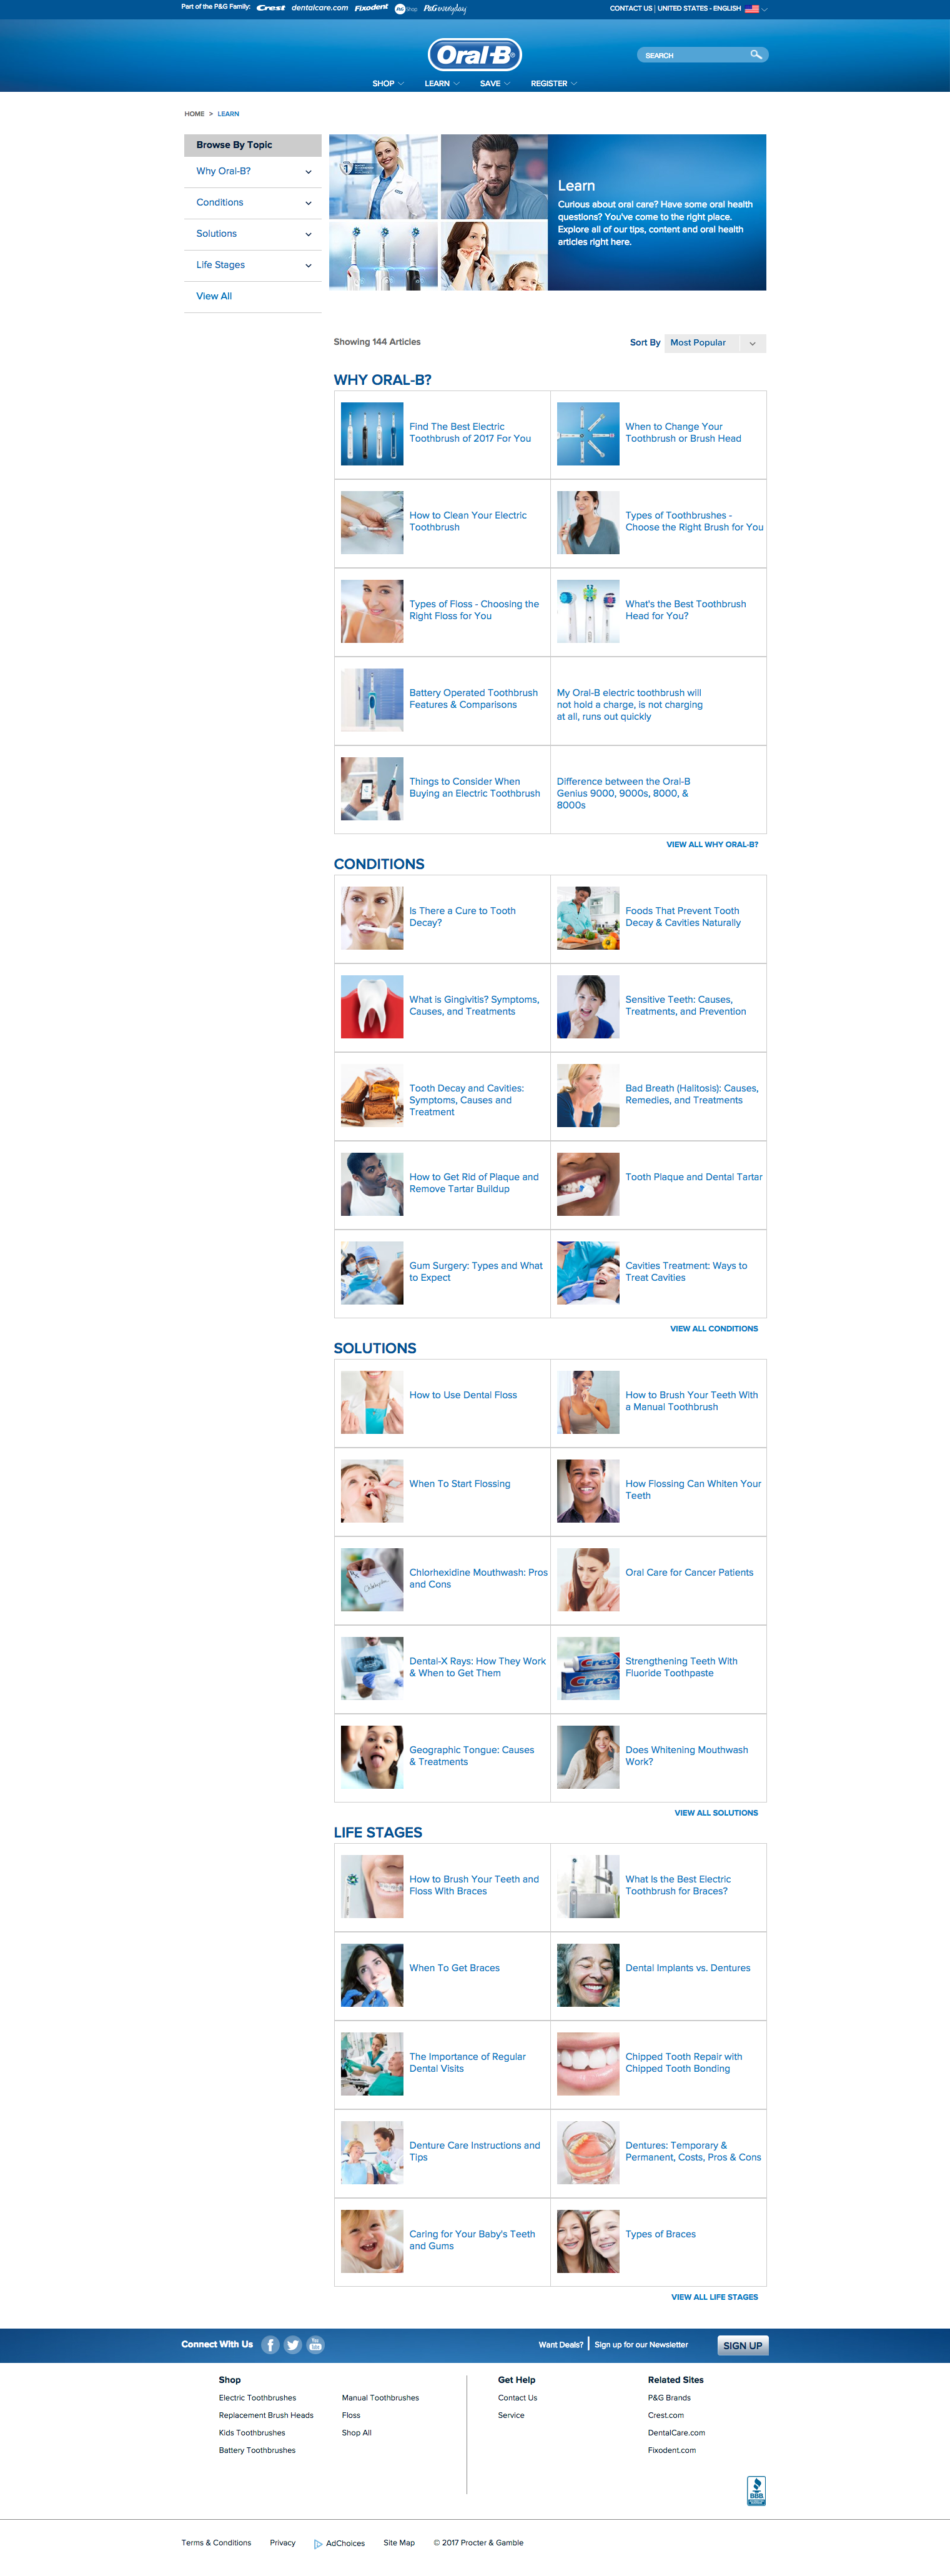 Part of the P&G Family: Crest dentalcare.com Fixodent P&G Shop P&G everyday
CONTACT US | UNITED STATES - ENGLISH
Oral-B
SEARCH
SHOP LEARN SAVE REGISTER
HOME > LEARN
Browse By Topic
Why Oral-B?
Conditions
Solutions
Life Stages
View All
Learn
Curious about oral care? Have some oral health
questions? You've come to the right place.
Explore all of our tips, content and oral health
articles right here.
Showing 144 Articles
Sort By Most Popular
WHY ORAL-B?
Find The Best Electric
Toothbrush of 2017 For You
When to Change Your
Toothbrush or Brush Head
How to Clean Your Electric
Toothbrush
Types of Toothbrushes -
Choose the Right Brush for You
Types of Floss - Choosing the
Right Floss for You
What's the Best Toothbrush
Head for You?
Battery Operated Toothbrush
Features & Comparisons
My Oral-B electric toothbrush will
not hold a charge, is not charging
at all, runs out quickly
Things to Consider When
Buying an Electric Toothbrush
Difference between the Oral-B
Genius 9000, 9000s, 8000, &
8000s
VIEW ALL WHY ORAL-B?
CONDITIONS
Is There a Cure to Tooth
Decay?
Foods That Prevent Tooth
Decay & Cavities Naturally
What is Gingivitis? Symptoms,
Causes, and Treatments
Sensitive Teeth: Causes,
Treatments, and Prevention
Tooth Decay and Cavities:
Symptoms, Causes and
Treatment
Bad Breath (Halitosis): Causes,
Remedies, and Treatments
How to Get Rid of Plaque and
Remove Tartar Buildup
Tooth Plaque and Dental Tartar
Gum Surgery: Types and What
to Expect
Cavities Treatment: Ways to
Treat Cavities
VIEW ALL CONDITIONS
SOLUTIONS
How to Use Dental Floss
How to Brush Your Teeth With
a Manual Toothbrush
When To Start Flossing
How Flossing Can Whiten Your
Teeth
Chlorhexidine Mouthwash: Pros
and Cons
Oral Care for Cancer Patients
Dental-X Rays: How They Work
& When to Get Them
Crest
Crest
Strengthening Teeth With
Fluoride Toothpaste
Geographic Tongue: Causes
& Treatments
Does Whitening Mouthwash
Work?
VIEW ALL SOLUTIONS
LIFE STAGES
How to Brush Your Teeth and
Floss With Braces
What Is the Best Electric
Toothbrush for Braces?
When To Get Braces
Dental Implants vs. Dentures
The Importance of Regular
Dental Visits
Chipped Tooth Repair with
Chipped Tooth Bonding
Denture Care Instructions and
Tips
Dentures: Temporary &
Permanent, Costs, Pros & Cons
Caring for Your Baby's Teeth
and Gums
Types of Braces
VIEW ALL LIFE STAGES
Connect With Us
You Tube
Want Deals? | Sign up for our Newsletter
SIGN UP
Shop
Electric Toothbrushes
Replacement Brush Heads
Kids Toothbrushes
Battery Toothbrushes
Manual Toothbrushes
Floss
Shop All
Get Help
Contact Us
Service
Related Sites
P&G Brands
Crest.com
DentalCare.com
Fixodent.com
BBB
Terms & Conditions Privacy AdChoices Site Map © 2017 Procter & Gamble